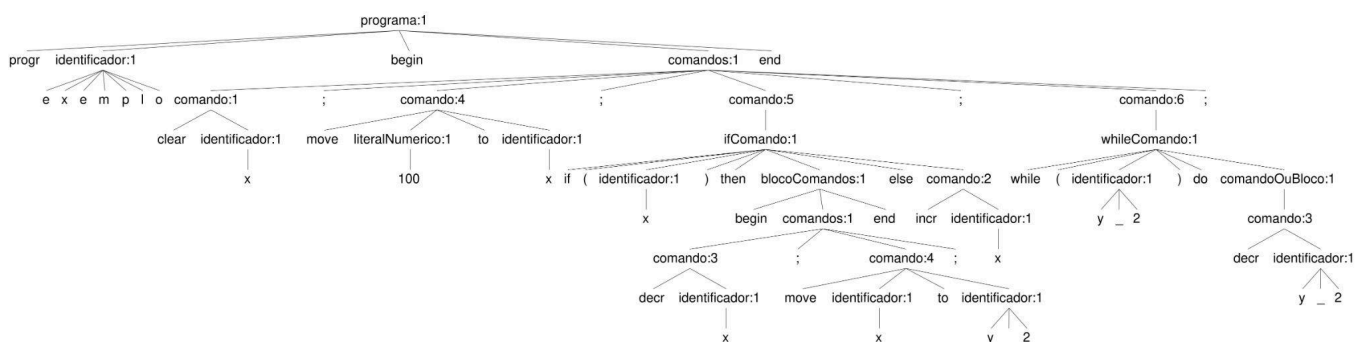 programa:1
progr identificador:1 begin comandos:1 end
e x e m p l o comando:1 ; comando:4 ; comando:5 ; comando:6 ;
clear identificador:1 move literalNumerico:1 to identificador:1 ifComando:1 whileComando:1
x 100 x if ( identificador:1 ) then blocoComandos:1 else comando:2 while ( identificador:1 ) do comandoOuBloco:1
x begin comandos:1 end incr identificador:1 y _ 2 comando:3
comando:3 ; comando:4 ; x decr identificador:1
decr identificador:1 move identificador:1 to identificador:1 y _ 2
x x y 2